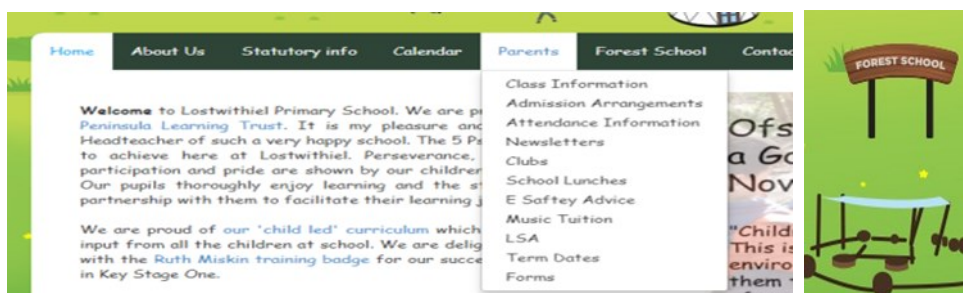 Home About Us Statutory info Calendar Parents Forest School Contac
Class Information
Admission Arrangements
Attendance Information
Newsletters
Clubs
School Lunches
E Saftey Advice
Music Tuition
LSA
Term Dates
Forms
Welcome to Lostwithiel Primary School. We are p
Peninsula Learning Trust. It is my pleasure and
Headteacher of such a very happy school. The 5 Ps
to achieve here at Lostwithiel. Perseverance,
participation and pride are shown by our children
Our pupils thoroughly enjoy learning and the s
partnership with them to facilitate their learning j
We are proud of our 'child led' curriculum which
input from all the children at school. We are delig
with the Ruth Miskin training badge for our succe
in Key Stage One.
Ofs
a Go
Nov
"Childr
This is
enviro
them t
FOREST SCHOOL